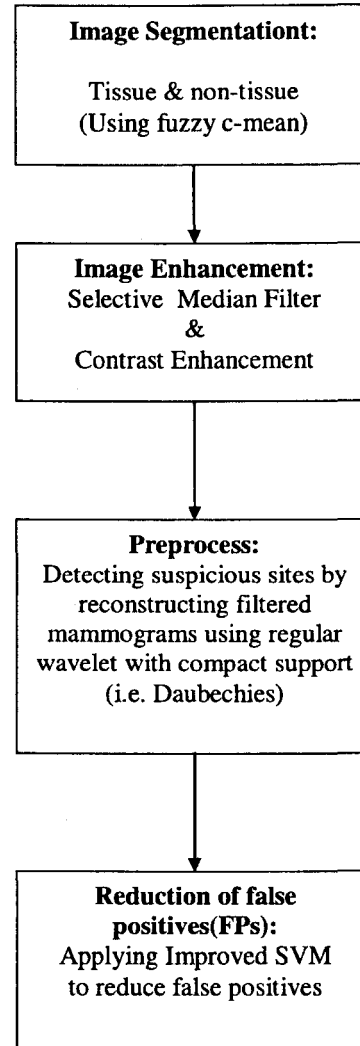 Image Segmentationt:
Tissue & non-tissue
(Using fuzzy c-mean)
Image Enhancement:
Selective Median Filter
&
Contrast Enhancement
Preprocess:
Detecting suspicious sites by
reconstructing filtered
mammograms using regular
wavelet with compact support
(i.e. Daubechies)
Reduction of false
positives(FPs):
Applying Improved SVM
to reduce false positives